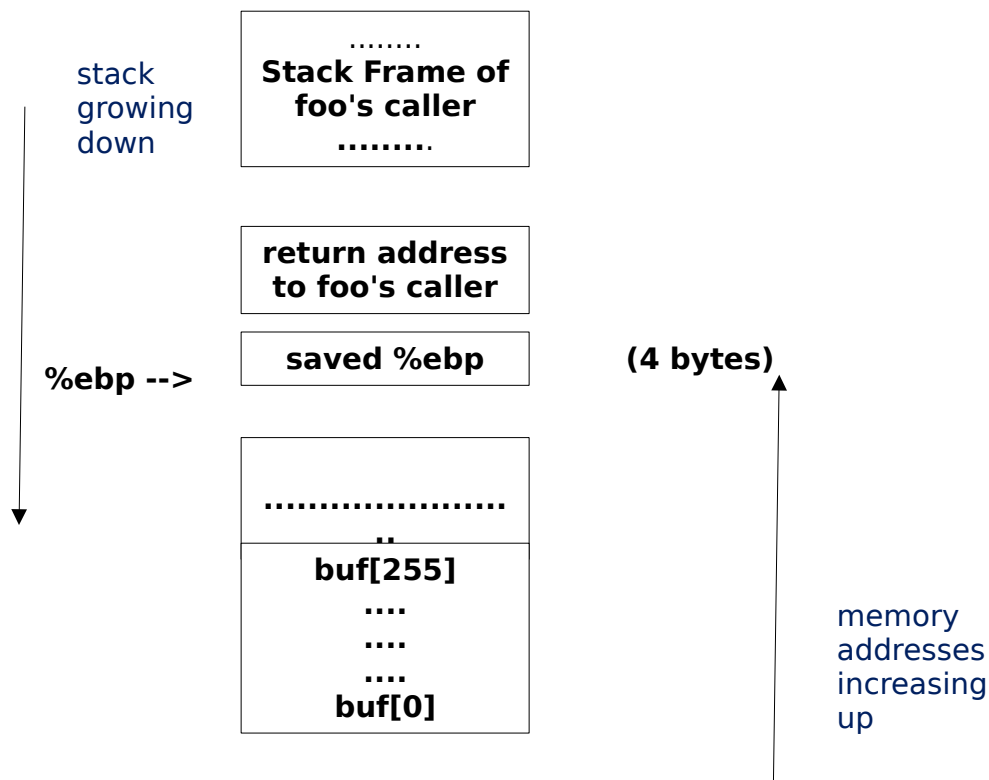 ........
Stack Frame of
foo's caller
.........
stack
growing
down
return address
to foo's caller
saved %ebp
(4 bytes)
%ebp -->
.......................
..
buf[255]
....
....
....
buf[0]
memory
addresses
increasing
up